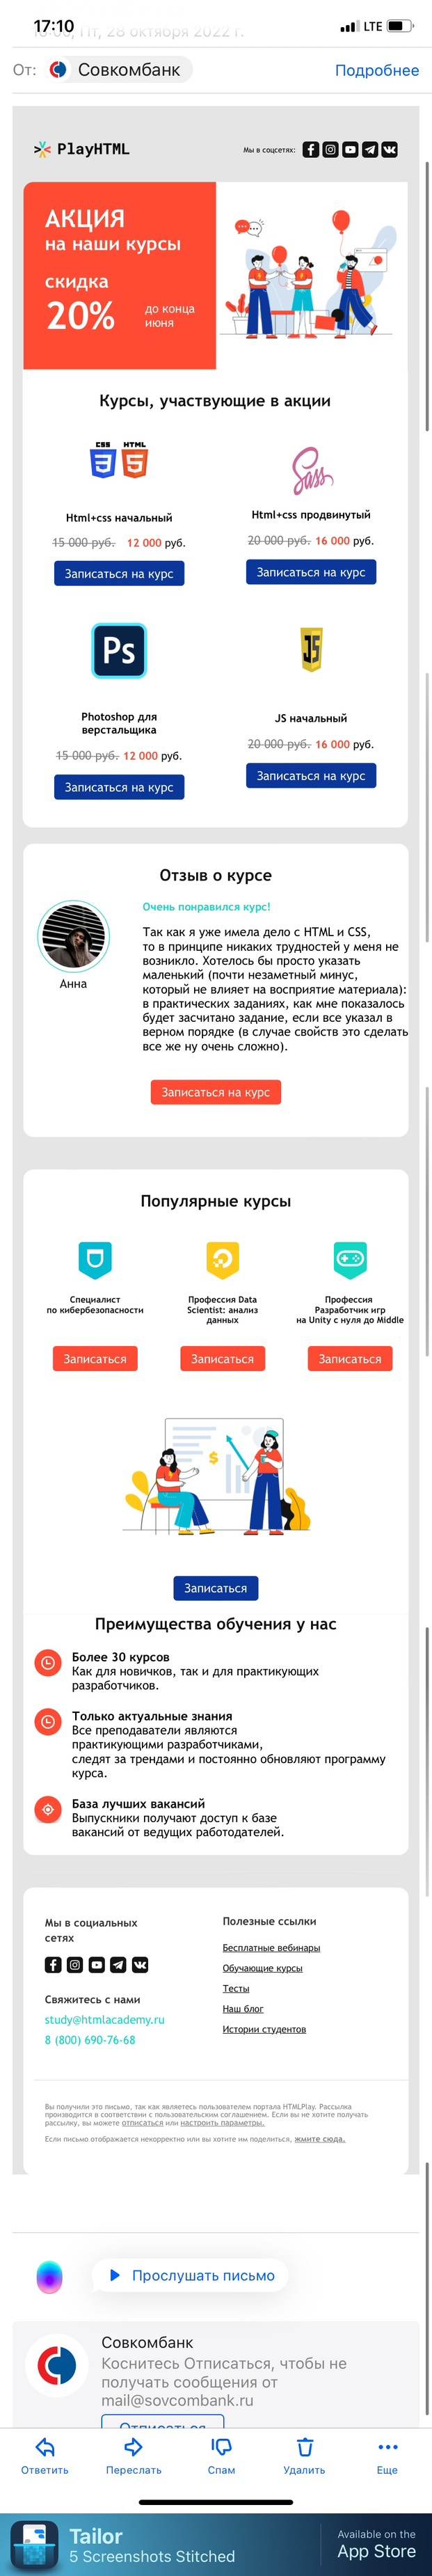 17:10
LTE
От: Совкомбанк
Подробнее
PlayHTML
Мы в соцсетях:
АКЦИЯ
на наши курсы
скидка
20%
до конца
июня
Курсы, участвующие в акции
CSS HTML
3 5
Html+css начальный
15 000 руб. 12 000 руб.
Записаться на курс
Sass
Html+css продвинутый
20 000 руб. 16 000 руб.
Записаться на курс
Ps
Photoshop для
верстальщика
15 000 руб. 12 000 руб.
Записаться на курс
JS
JS начальный
20 000 руб. 16 000 руб.
Записаться на курс
Отзыв о курсе
Анна
Очень понравился курс!
Так как я уже имела дело с HTML и CSS,
то в принципе никаких трудностей у меня не
возникло. Хотелось бы просто указать
маленький (почти незаметный минус,
который не влияет на восприятие материала):
в практических заданиях, как мне показалось
будет засчитано задание, если все указал в
верном порядке (в случае свойств это сделать
все же ну очень сложно).
Записаться на курс
Популярные курсы
Специалист
по кибербезопасности
Записаться
Профессия Data
Scientist: анализ
данных
Записаться
Профессия
Разработчик игр
на Unity с нуля до Middle
Записаться
$
Записаться
Преимущества обучения у нас
Более 30 курсов
Как для новичков, так и для практикующих
разработчиков.
Только актуальные знания
Все преподаватели являются
практикующими разработчиками,
следят за трендами и постоянно обновляют программу
курса.
База лучших вакансий
Выпускники получают доступ к базе
вакансий от ведущих работодателей.
Мы в социальных
сетях
Свяжитесь с нами
study@htmlacademy.ru
8 (800) 690-76-68
Полезные ссылки
Бесплатные вебинары
Обучающие курсы
Тесты
Наш блог
Истории студентов
Вы получили это письмо, так как являетесь пользователем портала HTMLPlay. Рассылка
производится в соответствии с пользовательским соглашением. Если вы не хотите получать
рассылку, вы можете отписаться или настроить параметры.
Если письмо отображается некорректно или вы хотите им поделиться, жмите сюда.
Прослушать письмо
Совкомбанк
Коснитесь Отписаться, чтобы не
получать сообщения от
mail@sovcombank.ru
Отписаться
Ответить
Переслать
Спам
Удалить
Еще
Tailor
5 Screenshots Stitched
Available on the
App Store